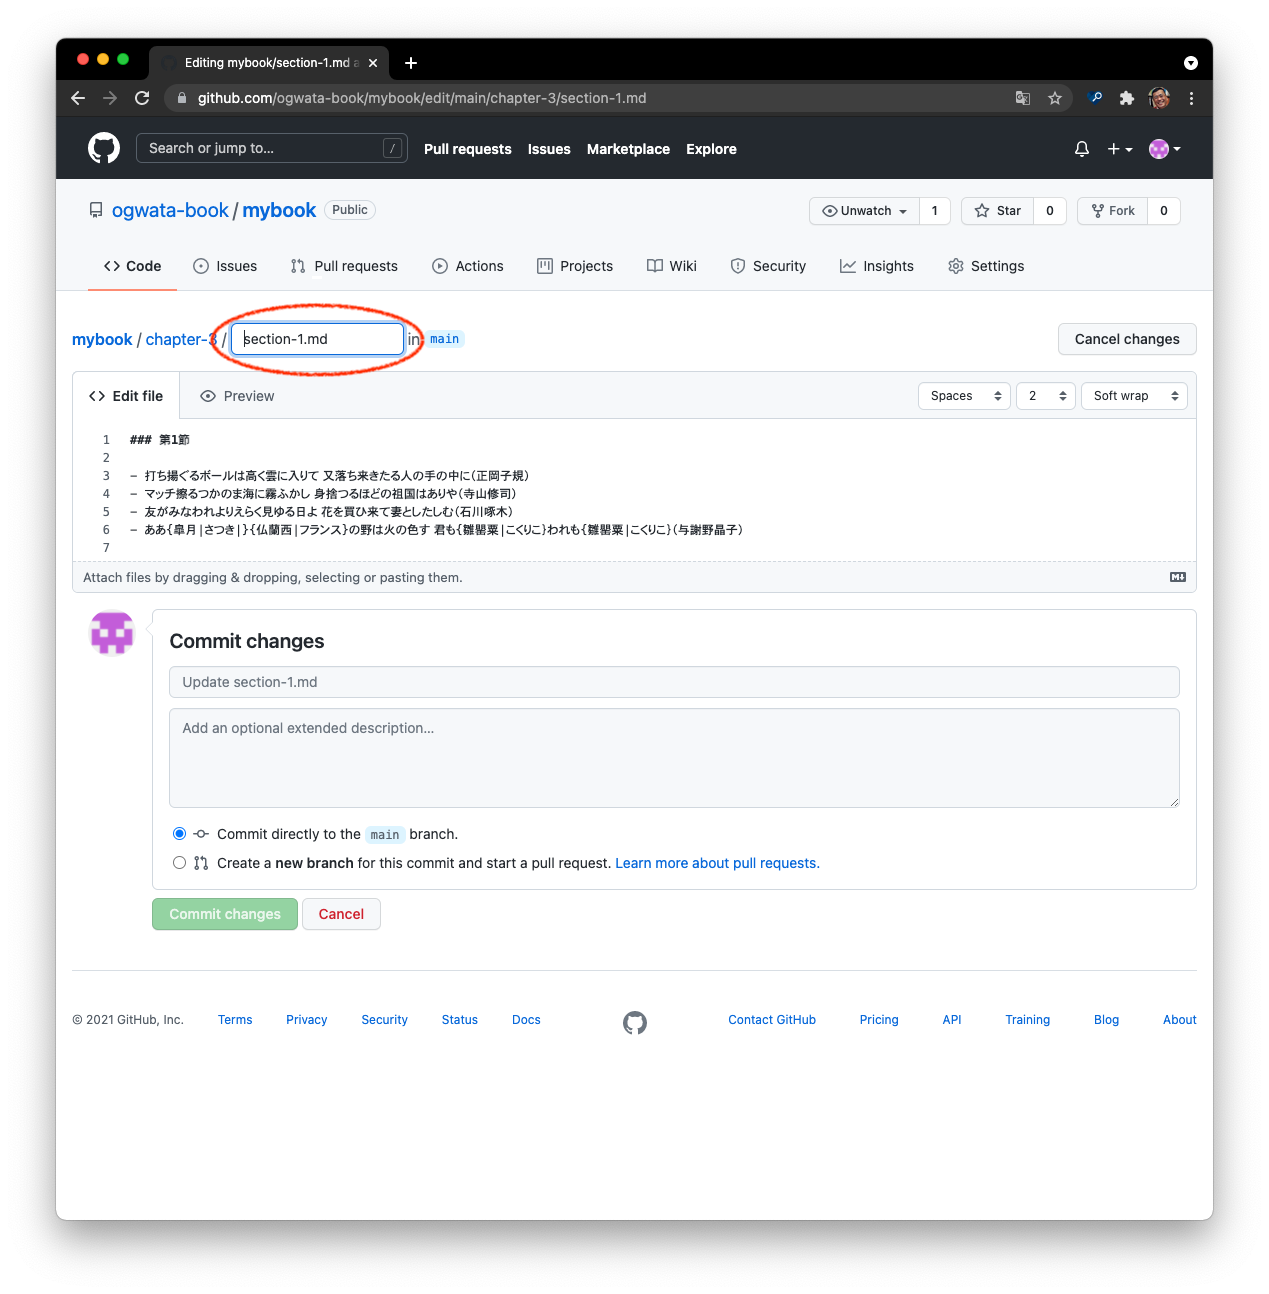 Editing mybook/section-1.md a
github.com/ogwata-book/mybook/edit/main/chapter-3/section-1.md
Search or jump to... /
Pull requests Issues Marketplace Explore
ogwata-book / mybook Public
Unwatch 1 Star 0 Fork 0
Code Issues Pull requests Actions Projects Wiki Security Insights Settings
mybook / chapter-3 / section-1.md in main
Cancel changes
Edit file Preview
Spaces 2 Soft wrap
1 ### 第1節
2
3 - 打ち揚ぐるボールは高く雲に入りて 又落ち来きたる人の手の中に（正岡子規）
4 - マッチ擦るつかのま海に霧ふかし 身捨つるほどの祖国はありや（寺山修司）
5 - 友がみなわれよりえらく見ゆる日よ 花を買ひ来て妻としたしむ（石川啄木）
6 - ああ{皐月|さつき|}{仏蘭西|フランス}の野は火の色す 君も{雛罌粟|こくりこ}われも{雛罌粟|こくりこ}（与謝野晶子）
7
Attach files by dragging & dropping, selecting or pasting them.
Commit changes
Update section-1.md
Add an optional extended description...
Commit directly to the main branch.
Create a new branch for this commit and start a pull request. Learn more about pull requests.
Commit changes Cancel
© 2021 GitHub, Inc. Terms Privacy Security Status Docs Contact GitHub Pricing API Training Blog About